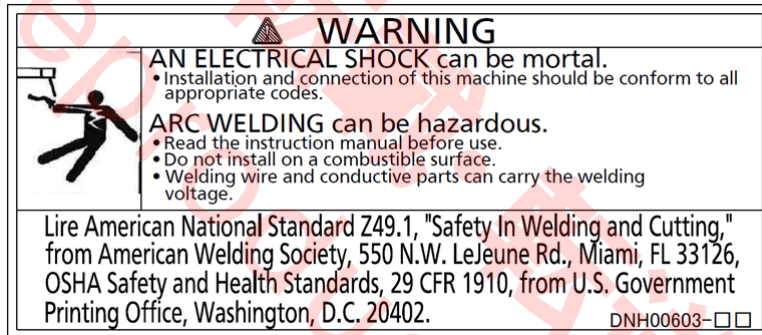 WARNING
AN ELECTRICAL SHOCK can be mortal.
• Installation and connection of this machine should be conform to all
appropriate codes.
ARC WELDING can be hazardous.
• Read the instruction manual before use.
• Do not install on a combustible surface.
• Welding wire and conductive parts can carry the welding
voltage.
Lire American National Standard Z49.1, "Safety In Welding and Cutting,"
from American Welding Society, 550 N.W. LeJeune Rd., Miami, FL 33126,
OSHA Safety and Health Standards, 29 CFR 1910, from U.S. Government
Printing Office, Washington, D.C. 20402.
DNH00603-□□